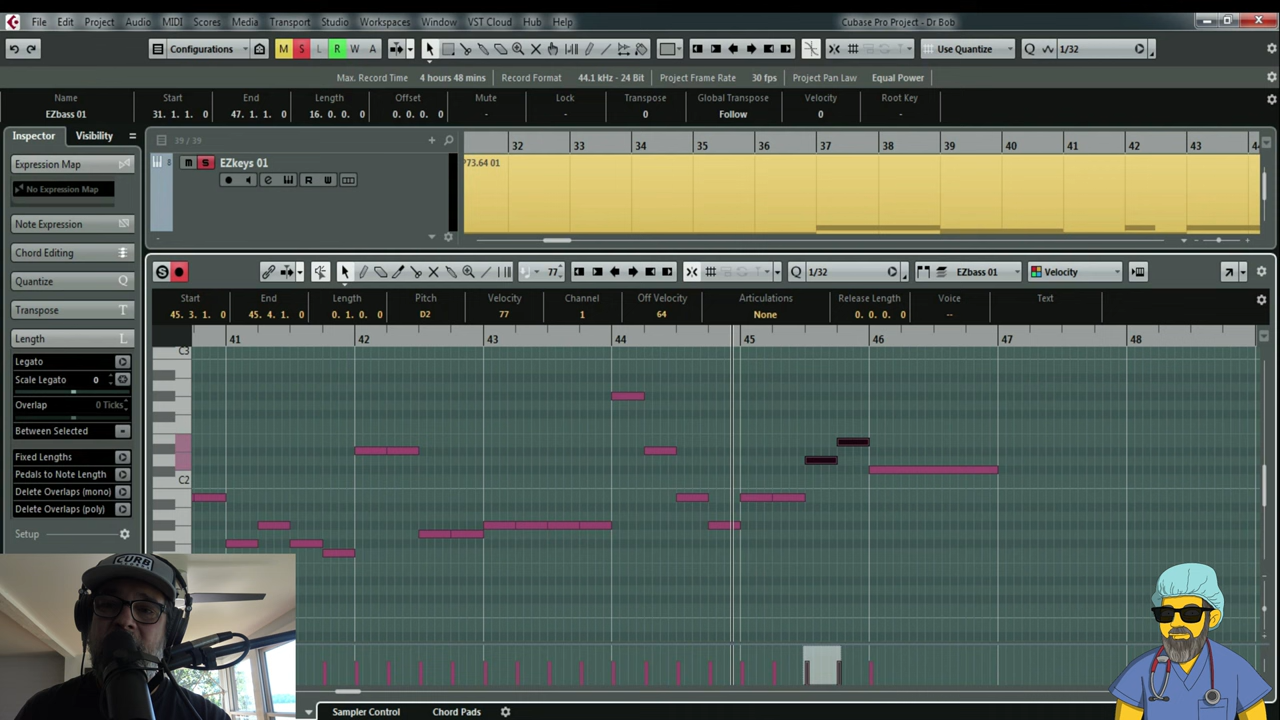 File Edit Project Audio MIDI Scores Media Transport Studio Workspaces Window VST Cloud Hub Help Cubase Pro Project - Dr Bob
Configurations M S L R W A Use Quantize Q 1/32
Max. Record Time 4 hours 48 mins Record Format 44.1 kHz - 24 Bit Project Frame Rate 30 fps Project Pan Law Equal Power
Name Start End Length Offset Mute Lock Transpose Global Transpose Velocity Root Key
EZbass 01 31. 1. 1. 0 47. 1. 1. 0 16. 0. 0. 0 0. 0. 0. 0 - - 0 Follow 0 -
Inspector Visibility 39 / 39 32 33 34 35 36 37 38 39 40 41 42 43 44
Expression Map 8 m s EZkeys 01 P73.64 01
No Expression Map e R W
Note Expression
Chord Editing
Quantize S 77 Q 1/32 EZbass 01 Velocity
Transpose T Start End Length Pitch Velocity Channel Off Velocity Articulations Release Length Voice Text
45. 3. 1. 0 45. 4. 1. 0 0. 1. 0. 0 D2 77 1 64 None 0. 0. 0. 0 --
Length L 41 42 43 44 45 46 47 48
C3
Legato
Scale Legato 0
Overlap 0 Ticks
Between Selected
Fixed Lengths
Pedals to Note Length C2
Delete Overlaps (mono)
Delete Overlaps (poly)
Setup
CURB
Sampler Control Chord Pads